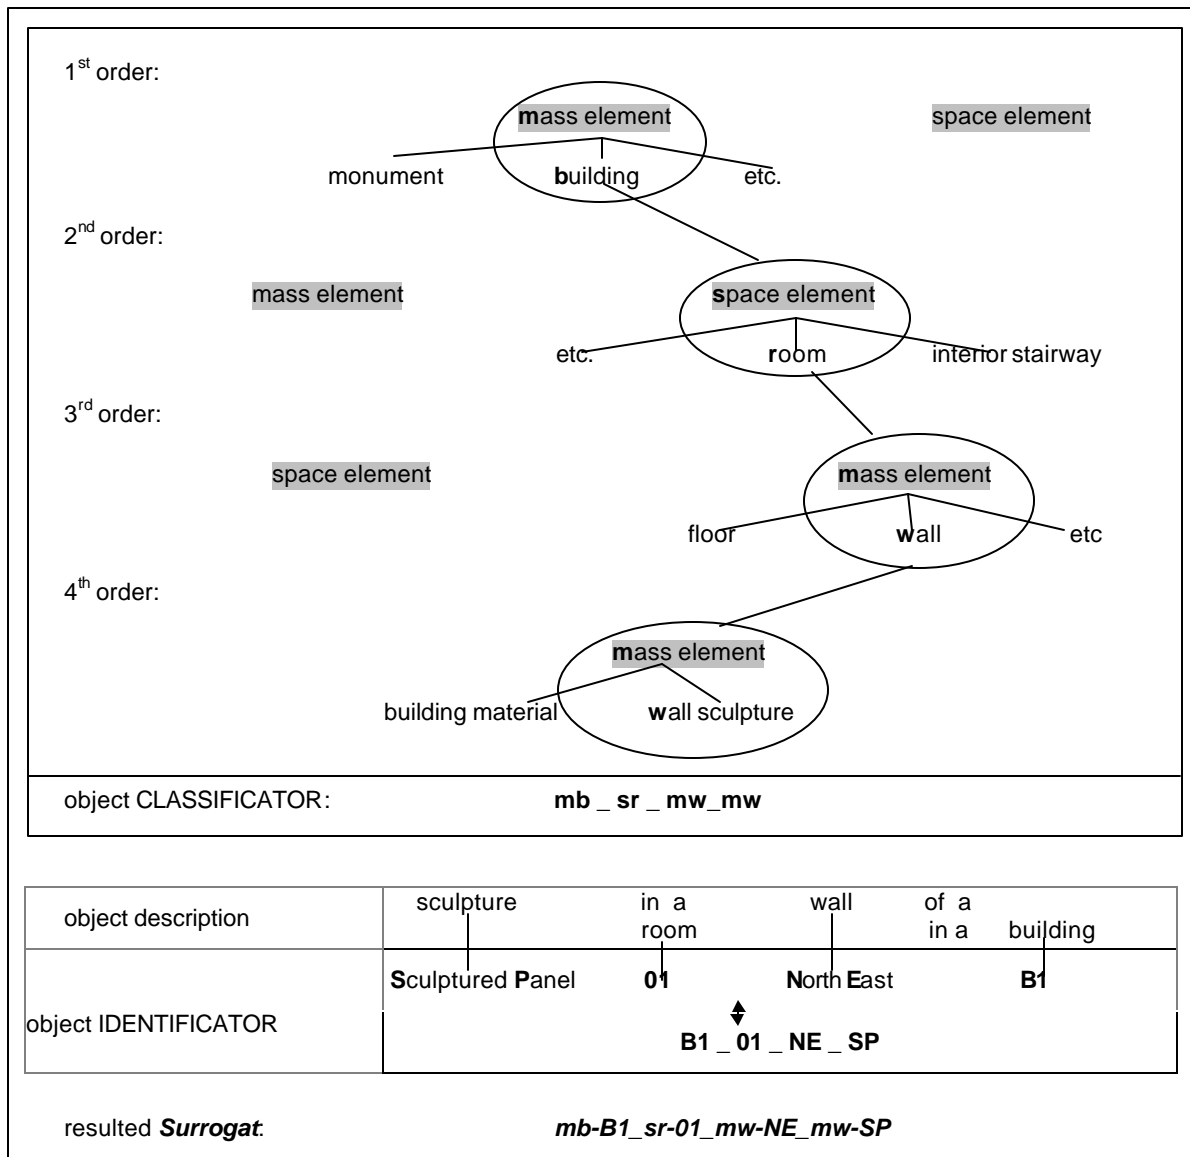 1st order:
mass element space element
monument building etc.
2nd order:
mass element space element
etc. room interior stairway
3rd order:
space element mass element
floor wall etc
4th order:
mass element
building material wall sculpture
object CLASSIFICATOR: mb _ sr _ mw_mw
object description sculpture in a wall of a
room in a building
Sculptured Panel 01 North East B1
object IDENTIFICATOR
B1 _ 01 _ NE _ SP
resulted Surrogat: mb-B1_sr-01_mw-NE_mw-SP